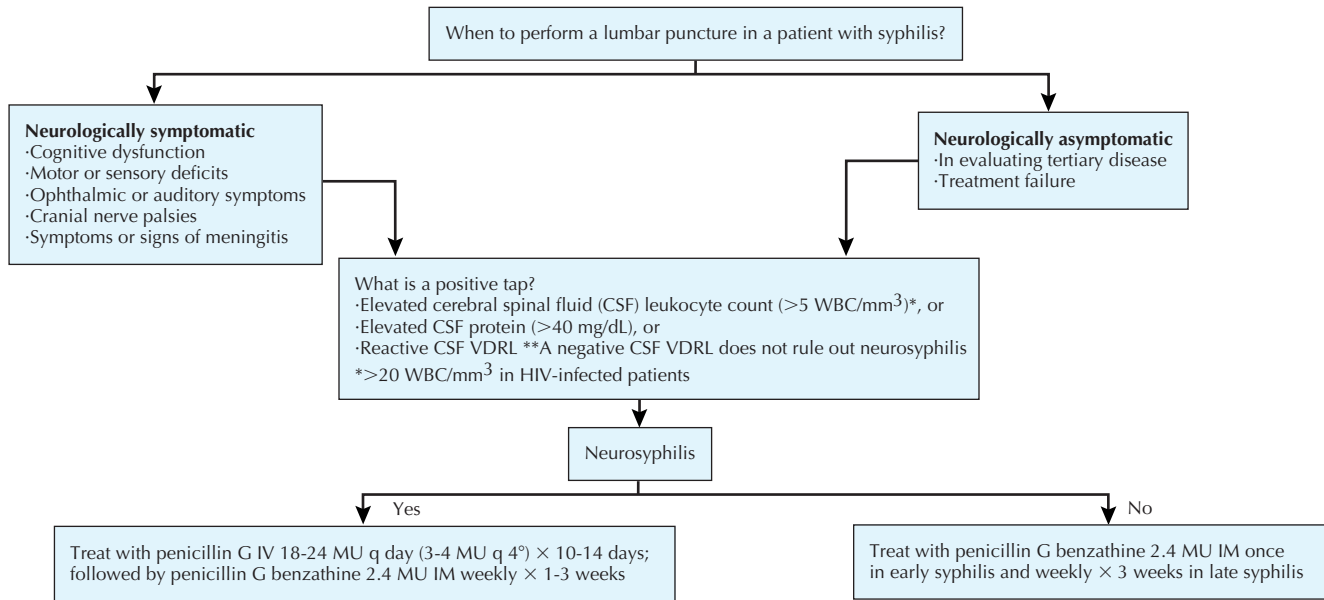 When to perform a lumbar puncture in a patient with syphilis?
Neurologically symptomatic
·Cognitive dysfunction
·Motor or sensory deficits
·Ophthalmic or auditory symptoms
·Cranial nerve palsies
·Symptoms or signs of meningitis
Neurologically asymptomatic
·In evaluating tertiary disease
·Treatment failure
What is a positive tap?
·Elevated cerebral spinal fluid (CSF) leukocyte count (>5 WBC/mm³)*, or
·Elevated CSF protein (>40 mg/dL), or
·Reactive CSF VDRL **A negative CSF VDRL does not rule out neurosyphilis
*>20 WBC/mm³ in HIV-infected patients
Neurosyphilis
Yes
No
Treat with penicillin G IV 18-24 MU q day (3-4 MU q 4°) × 10-14 days;
followed by penicillin G benzathine 2.4 MU IM weekly × 1-3 weeks
Treat with penicillin G benzathine 2.4 MU IM once
in early syphilis and weekly × 3 weeks in late syphilis